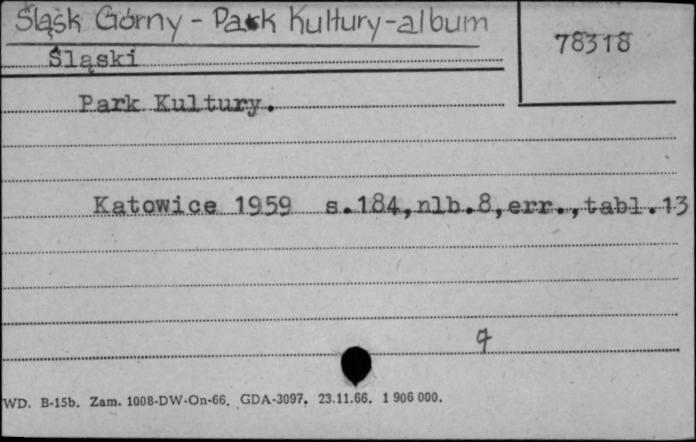 Śląsk Górny - Park Kultury - album
78318
Śląski
Park Kultury.
Katowice 1959 s.184,nlb.8,err.,tabl.13
9
WD. B-15b. Zam. 1008-DW-On-66. GDA-3097. 23.11.66. 1 906 000.